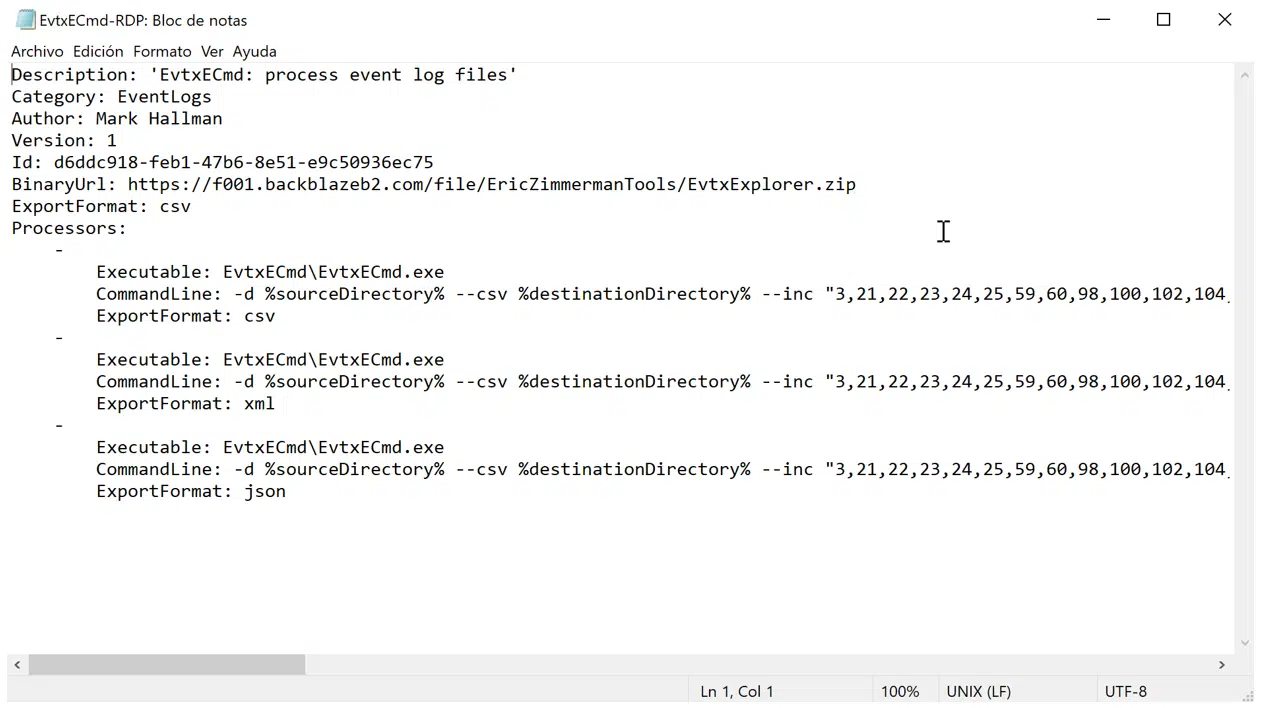 EvtxECmd-RDP: Bloc de notas
Archivo Edición Formato Ver Ayuda
Description: 'EvtxECmd: process event log files'
Category: EventLogs
Author: Mark Hallman
Version: 1
Id: d6ddc918-feb1-47b6-8e51-e9c50936ec75
BinaryUrl: https://f001.backblazeb2.com/file/EricZimmermanTools/EvtxExplorer.zip
ExportFormat: csv
Processors:
-
Executable: EvtxECmd\EvtxECmd.exe
CommandLine: -d %sourceDirectory% --csv %destinationDirectory% --inc "3,21,22,23,24,25,59,60,98,100,102,104,
ExportFormat: csv
-
Executable: EvtxECmd\EvtxECmd.exe
CommandLine: -d %sourceDirectory% --csv %destinationDirectory% --inc "3,21,22,23,24,25,59,60,98,100,102,104,
ExportFormat: xml
-
Executable: EvtxECmd\EvtxECmd.exe
CommandLine: -d %sourceDirectory% --csv %destinationDirectory% --inc "3,21,22,23,24,25,59,60,98,100,102,104,
ExportFormat: json
Ln 1, Col 1 100% UNIX (LF) UTF-8